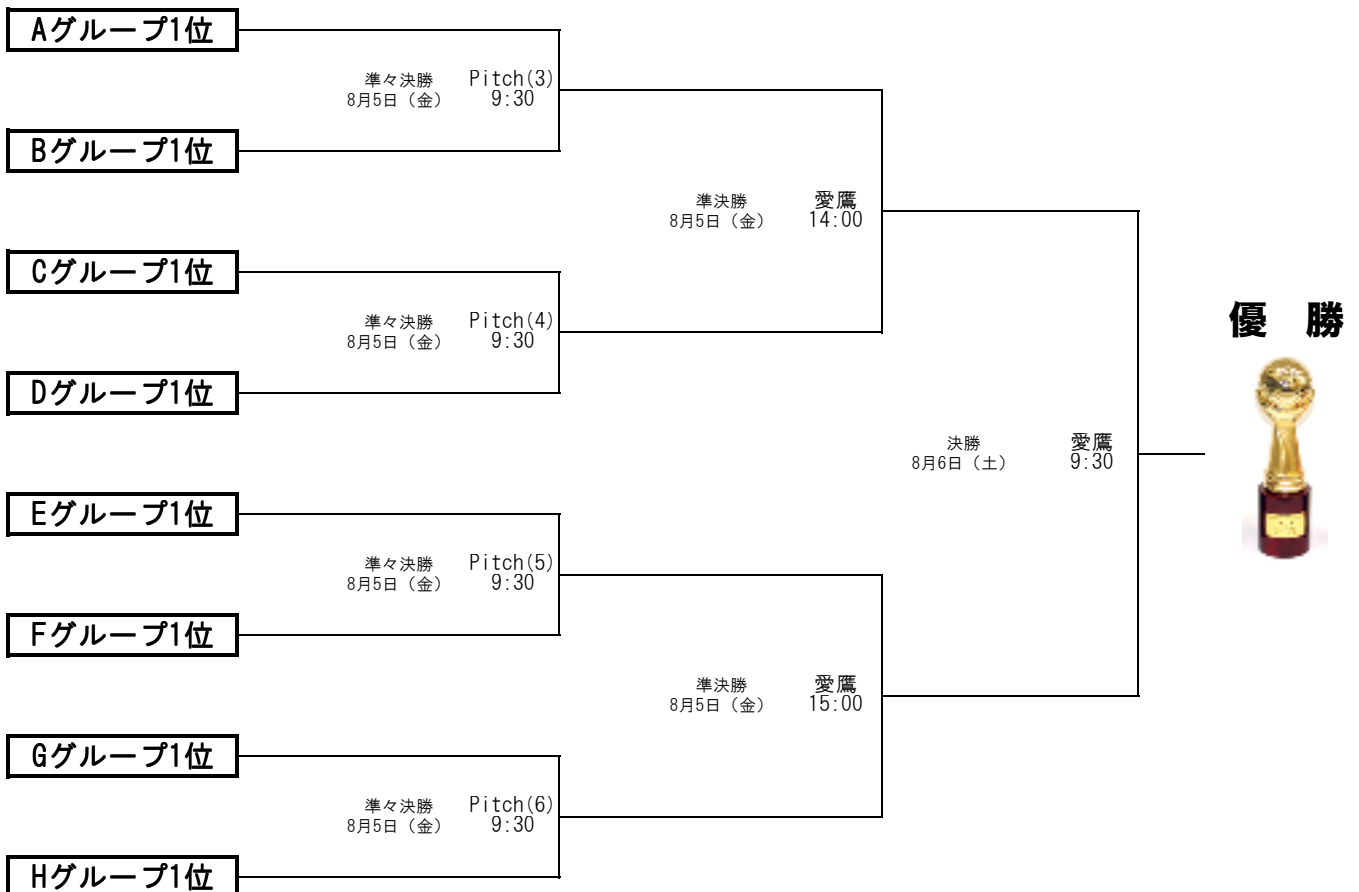 Aグループ1位
準々決勝 Pitch(3)
8月5日（金） 9:30
Bグループ1位
準決勝 愛鷹
8月5日（金） 14:00
Cグループ1位
準々決勝 Pitch(4)
8月5日（金） 9:30
優　勝
Dグループ1位
決勝 愛鷹
8月6日（土） 9:30
Eグループ1位
準々決勝 Pitch(5)
8月5日（金） 9:30
Fグループ1位
準決勝 愛鷹
8月5日（金） 15:00
Gグループ1位
準々決勝 Pitch(6)
8月5日（金） 9:30
Hグループ1位